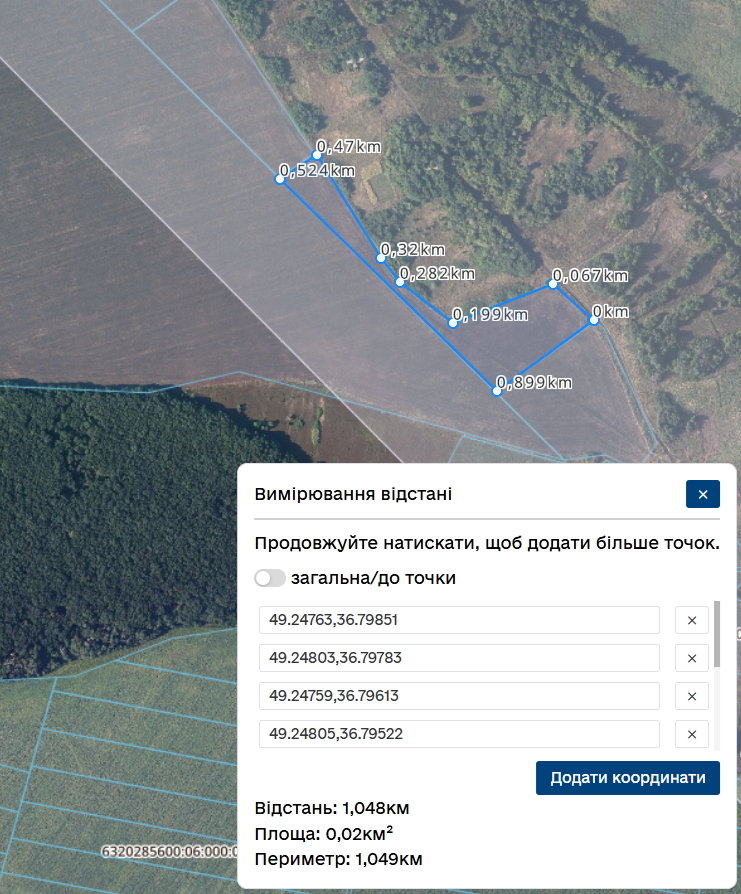 0,47km
0,524km
0,32km
0,282km
0,067km
0,199km
0km
0,899km
Вимірювання відстані
×
Продовжуйте натискати, щоб додати більше точок.
загальна/до точки
49.24763,36.79851 ×
49.24803,36.79783 ×
49.24759,36.79613 ×
49.24805,36.79522 ×
Додати координати
Відстань: 1,048км
Площа: 0,02км²
Периметр: 1,049км
6320285600:06:000:0